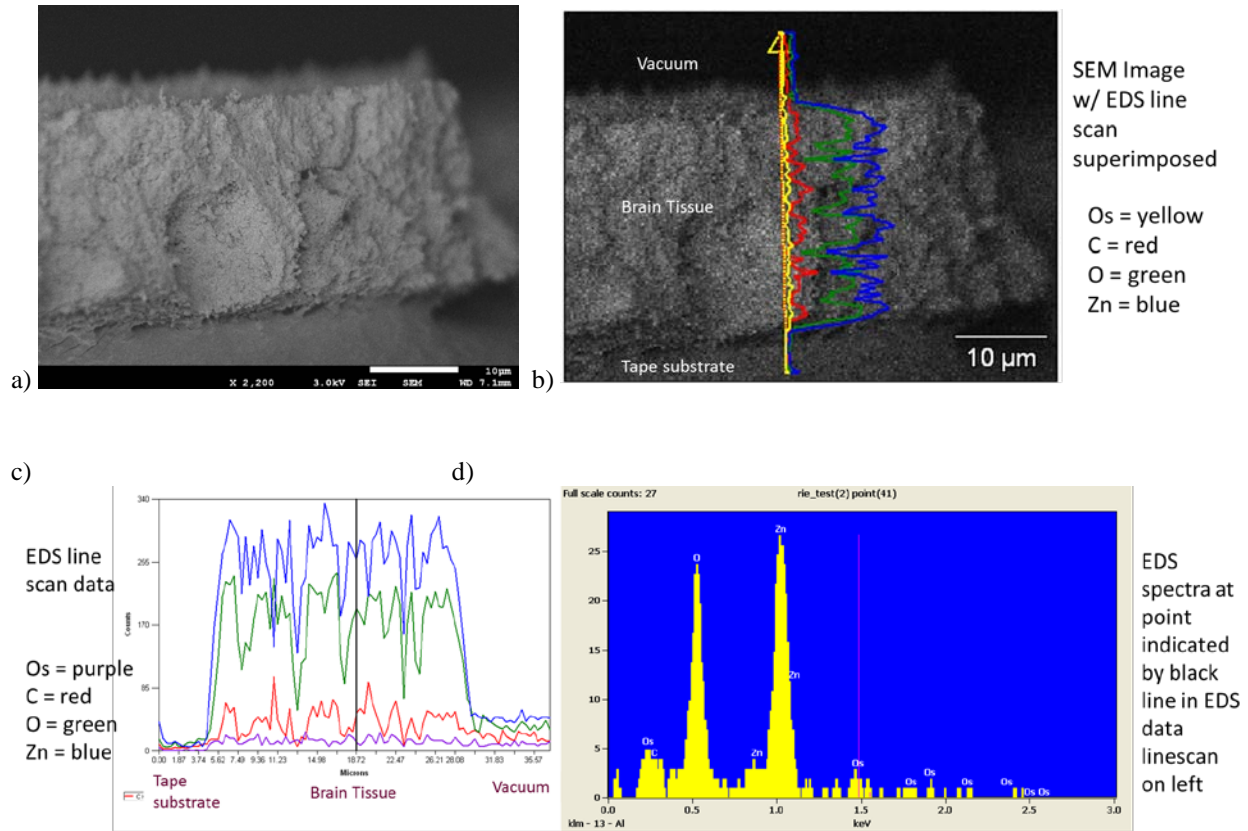 a)
X 2,200 3.0kV SEI SEM WD 7.1mm
10µm
b)
Vacuum
Brain Tissue
Tape substrate
10 µm
SEM Image
w/ EDS line
scan
superimposed
Os = yellow
C = red
O = green
Zn = blue
c)
EDS line
scan data
Os = purple
C = red
O = green
Zn = blue
340
255
170
85
0
Counts
0.00 1.87 3.74 5.62 7.49 9.36 11.23 14.98 18.72 22.47 26.21 28.08 31.83 35.57
Microns
Tape
substrate
Brain Tissue
Vacuum
d)
Full scale counts: 27
rie_test(2) point(41)
25
20
15
10
5
0
Os
C
O
Zn
Zn
Zn
Os
Os
Os
Os
Os
Os
Os
0.0 0.5 1.0 1.5 2.0 2.5 3.0
klm - 13 - Al
keV
EDS
spectra at
point
indicated
by black
line in EDS
data
linescan
on left